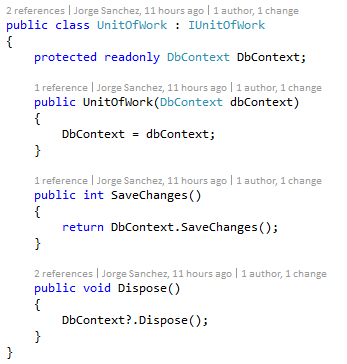 2 references | Jorge Sanchez, 11 hours ago | 1 author, 1 change
public class UnitOfWork : IUnitOfWork
{
protected readonly DbContext DbContext;
1 reference | Jorge Sanchez, 11 hours ago | 1 author, 1 change
public UnitOfWork(DbContext dbContext)
{
DbContext = dbContext;
}
1 reference | Jorge Sanchez, 11 hours ago | 1 author, 1 change
public int SaveChanges()
{
return DbContext.SaveChanges();
}
2 references | Jorge Sanchez, 11 hours ago | 1 author, 1 change
public void Dispose()
{
DbContext?.Dispose();
}
}